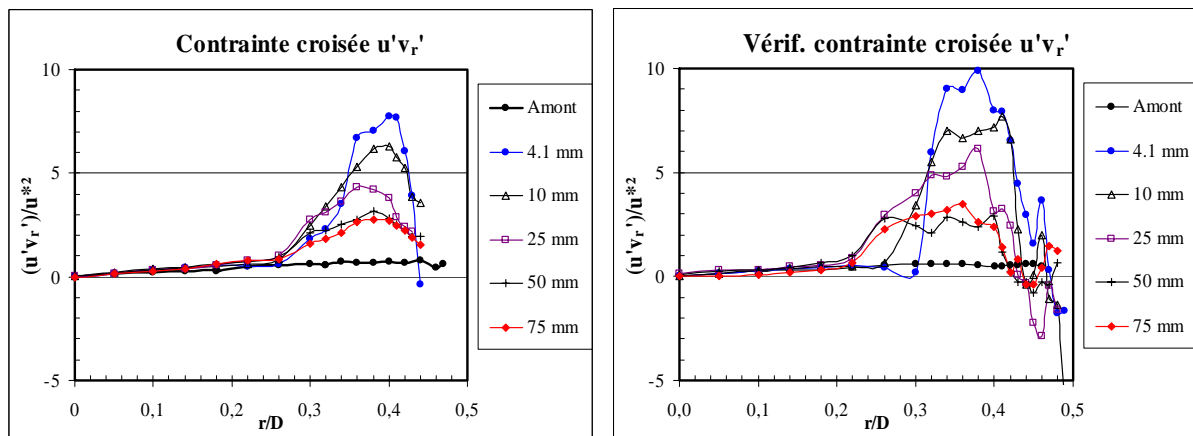 Contrainte croisée u'vr'
(u'vr')/u*²
10
5
0
-5
0
0,1
0,2
0,3
0,4
0,5
r/D
Amont
4.1 mm
10 mm
25 mm
50 mm
75 mm
Vérif. contrainte croisée u'vr'
(u'vr')/u*²
10
5
0
-5
0,0
0,1
0,2
0,3
0,4
0,5
r/D
Amont
4.1 mm
10 mm
25 mm
50 mm
75 mm